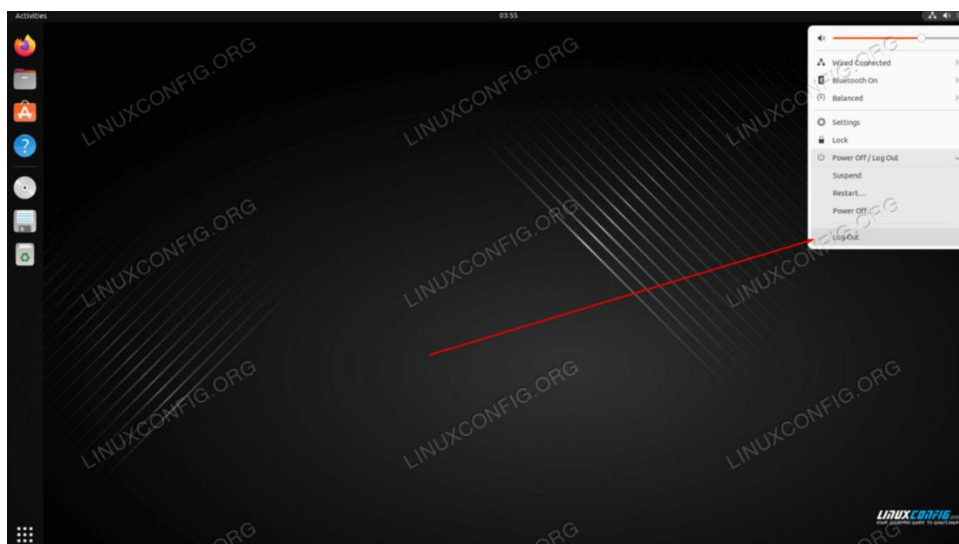 Activities
03:55
Wired Connected
Bluetooth On
Balanced
Settings
Lock
Power Off / Log Out
Suspend
Restart...
Power Off...
Log Out
LINUXCONFIG.ORG
LINUXCONFIG.ORG
LINUXCONFIG.ORG
LINUXCONFIG.ORG
LINUXCONFIG.ORG
LINUXCONFIG.ORG
LINUXCONFIG.ORG
LINUXCONFIG.ORG
LINUXCONFIG.ORG
LINUXCONFIG